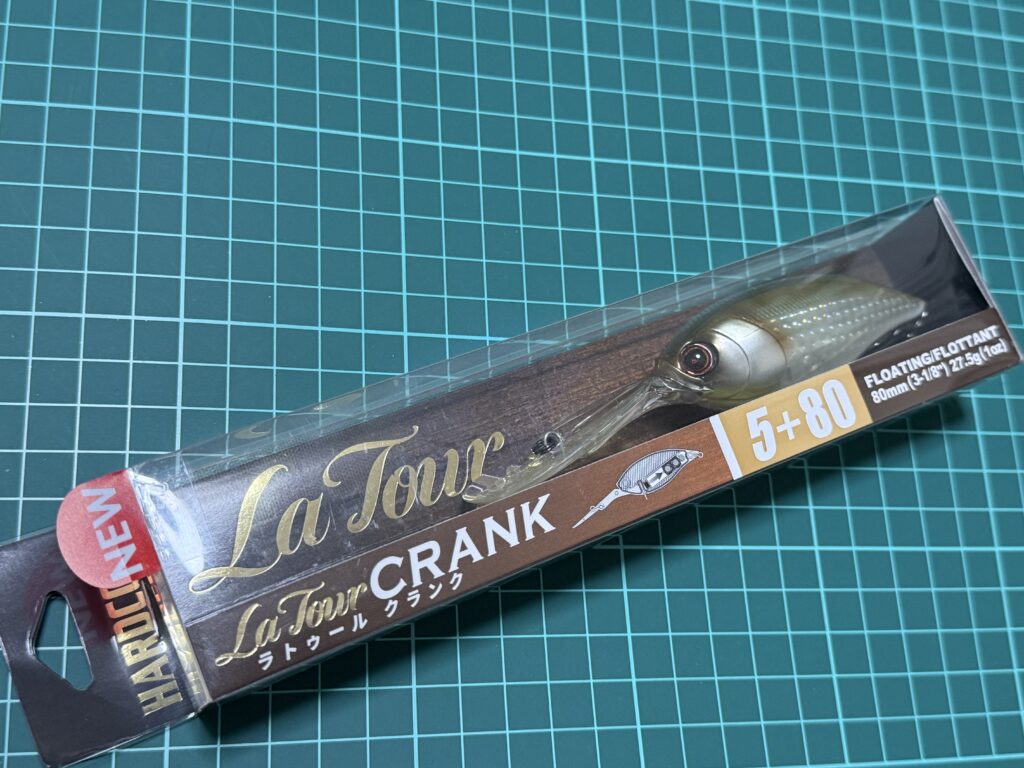 NEW
La Tour
La Tour CRANK
ラトゥール クランク
5+80
FLOATING/FLOTTANT
80mm (3-1/8") 27.5g (1oz)